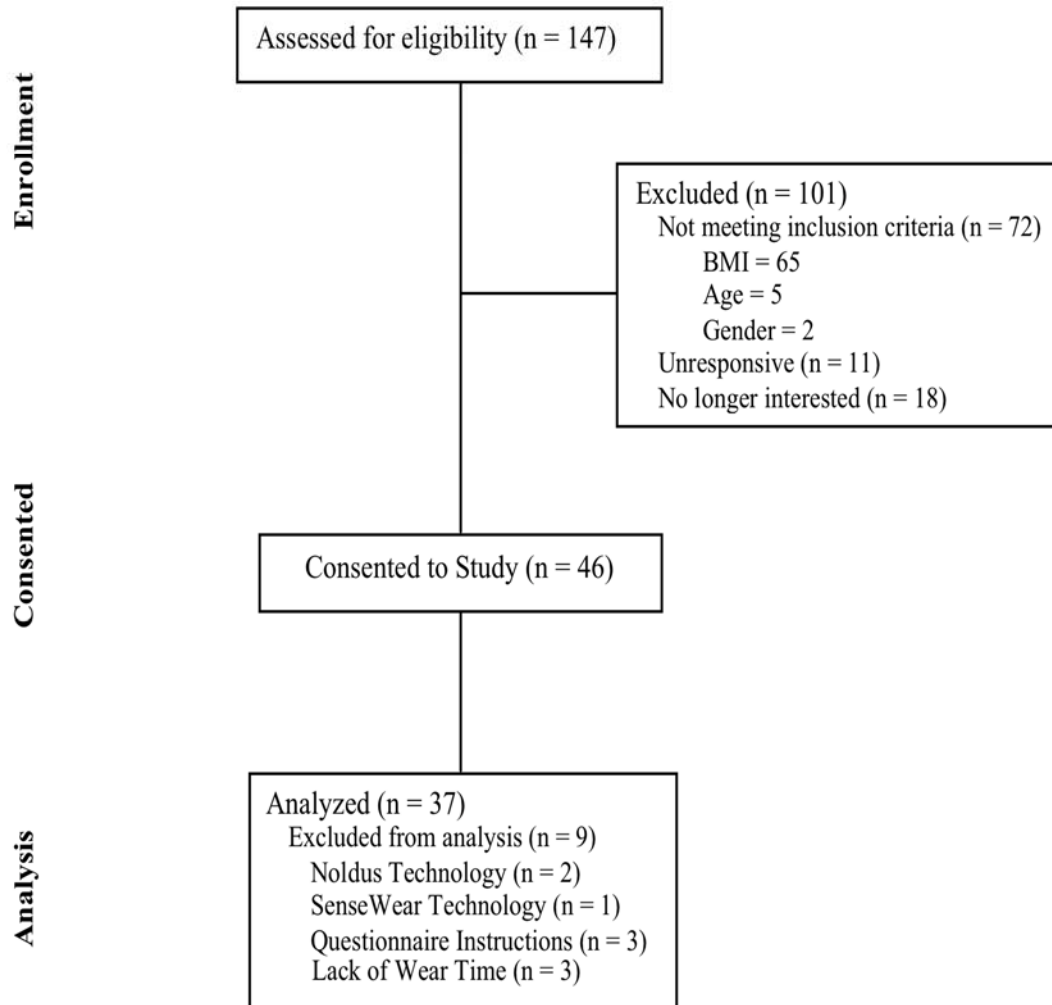 Enrollment
Assessed for eligibility (n = 147)
Excluded (n = 101)
Not meeting inclusion criteria (n = 72)
BMI = 65
Age = 5
Gender = 2
Unresponsive (n = 11)
No longer interested (n = 18)
Consented
Consented to Study (n = 46)
Analysis
Analyzed (n = 37)
Excluded from analysis (n = 9)
Noldus Technology (n = 2)
SenseWear Technology (n = 1)
Questionnaire Instructions (n = 3)
Lack of Wear Time (n = 3)